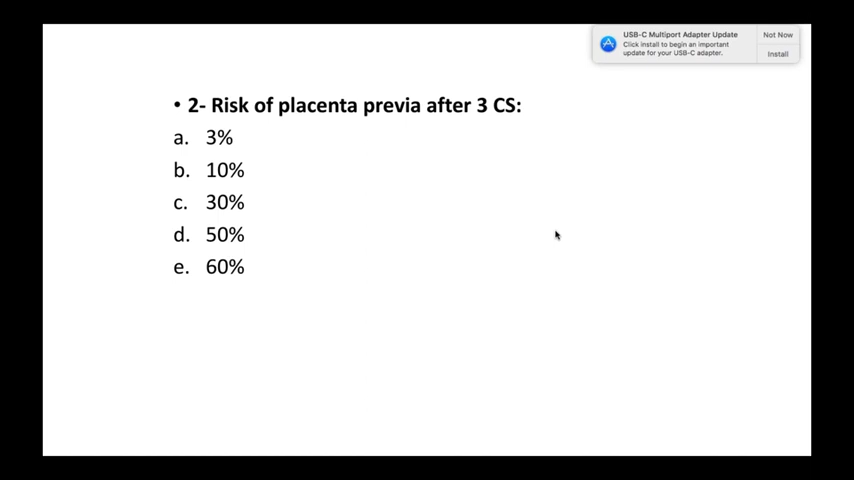 USB-C Multiport Adapter Update
Click Install to begin an important
update for your USB-C adapter.
Not Now
Install
• 2- Risk of placenta previa after 3 CS:
a. 3%
b. 10%
c. 30%
d. 50%
e. 60%